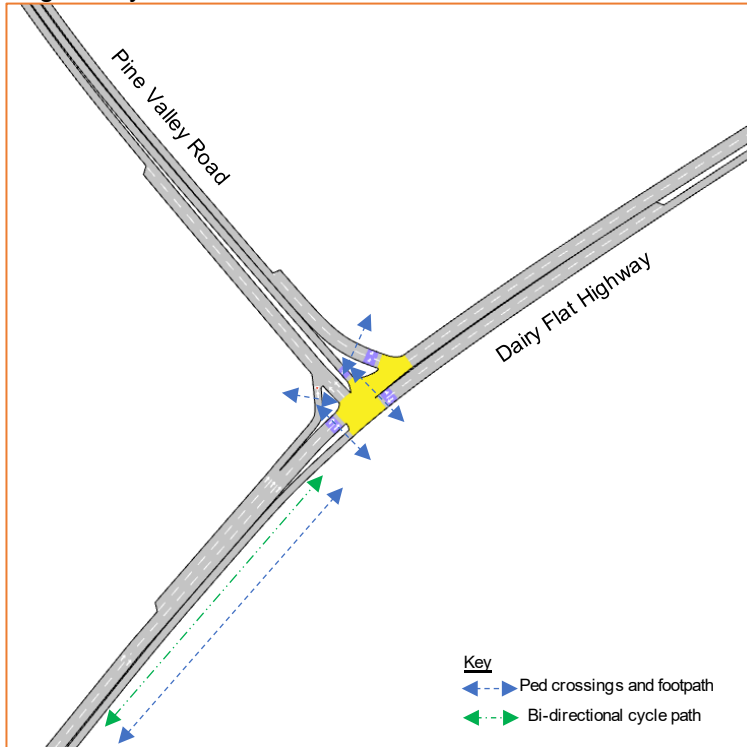 Pine Valley Road
Dairy Flat Highway
Key
Ped crossings and footpath
Bi-directional cycle path